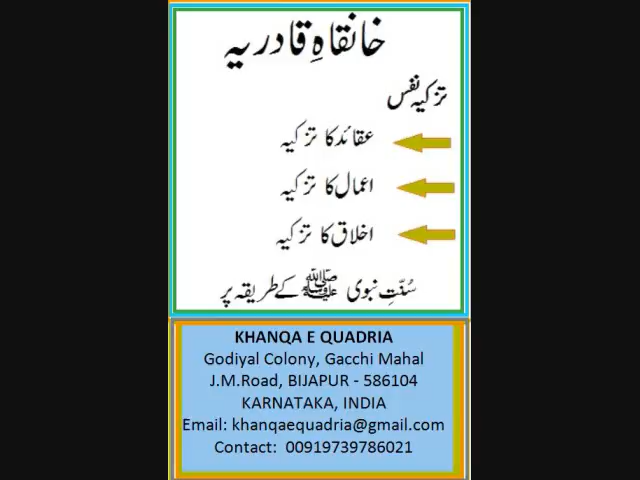 خانقاہِ قادریہ
تزکیہ نفس
عقائد کا تزکیہ
اعمال کا تزکیہ
اخلاق کا تزکیہ
سُنّتِ نبوی ﷺ کے طریقہ پر
KHANQA E QUADRIA
Godiyal Colony, Gacchi Mahal
J.M.Road, BIJAPUR - 586104
KARNATAKA, INDIA
Email: khanqaequadria@gmail.com
Contact: 00919739786021